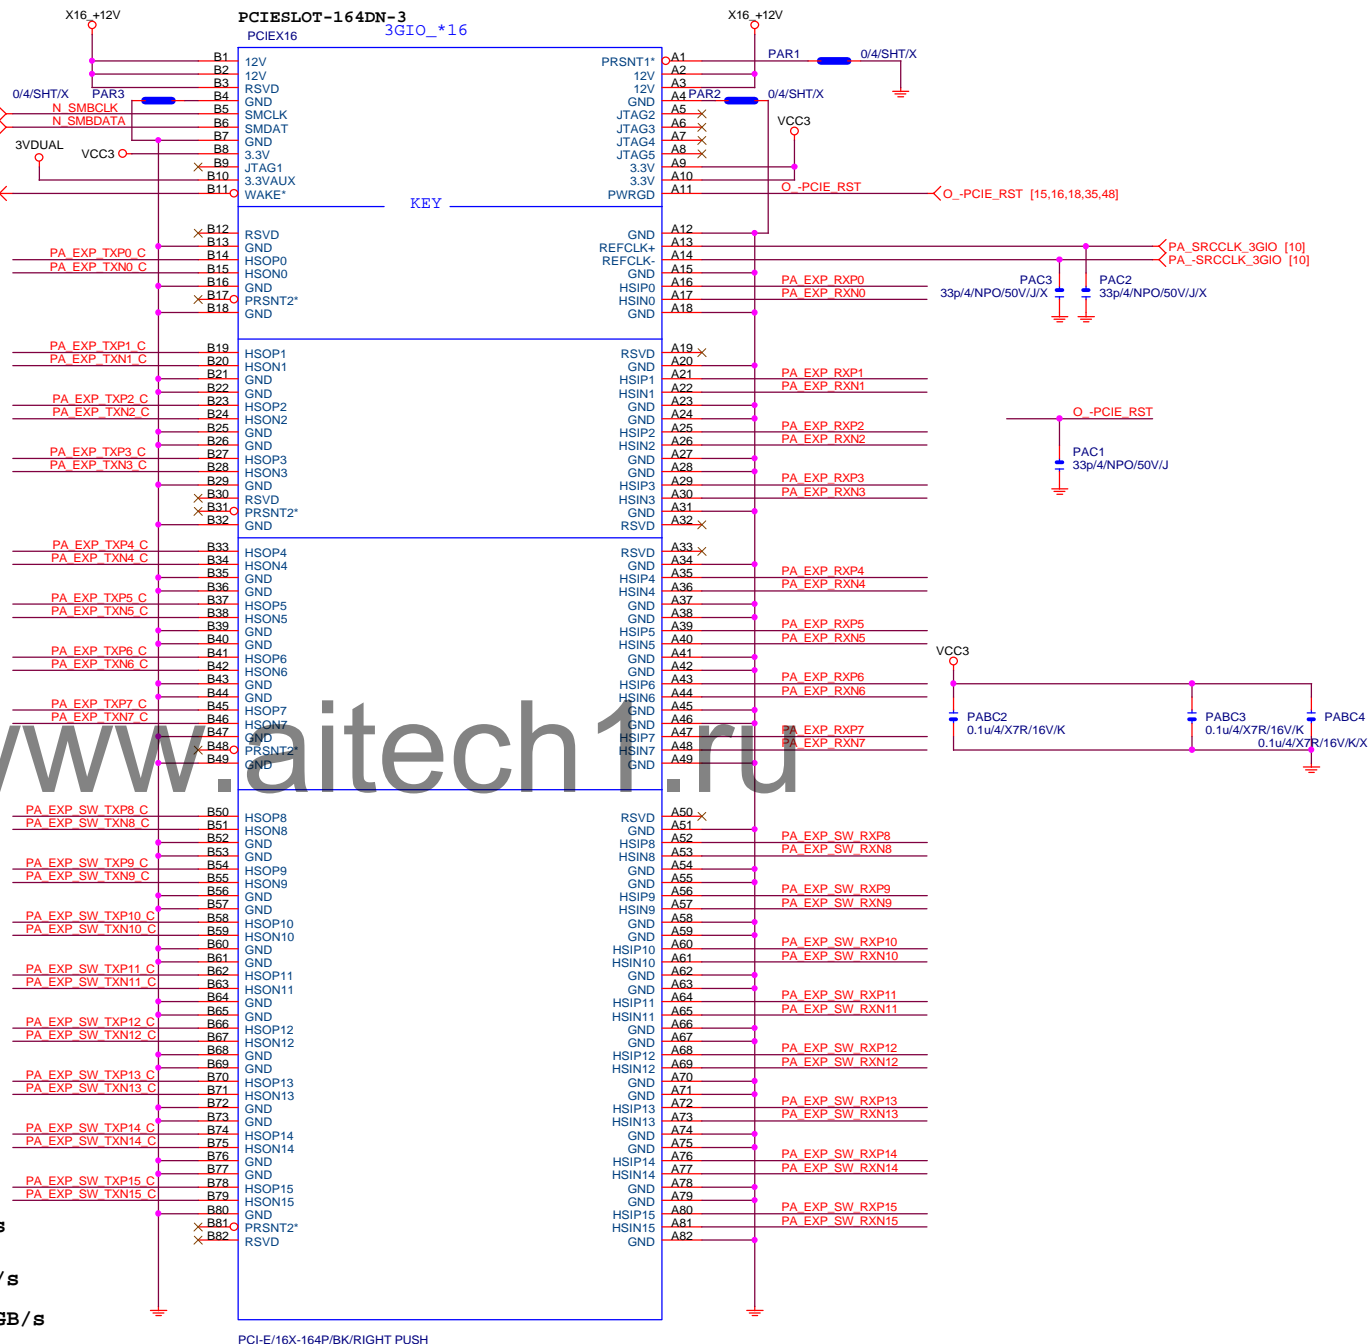 X16_+12V
PCIESLOT-164DN-3
PCIEX16
3GIO_*16
X16_+12V
B1 12V
B2 12V
B3 RSVD
B4 GND
B5 SMCLK
B6 SMDAT
B7 GND
B8 3.3V
B9 JTAG1
B10 3.3VAUX
B11 WAKE*
0/4/SHT/X
PAR3
N_SMBCLK
N_SMBDATA
3VDUAL
VCC3
PRSNT1* A1
12V A2
12V A3
GND A4
JTAG2 A5
JTAG3 A6
JTAG4 A7
JTAG5 A8
3.3V A9
3.3V A10
PWRGD A11
PAR1
0/4/SHT/X
PAR2
0/4/SHT/X
VCC3
O_-PCIE_RST
O_-PCIE_RST [15,16,18,35,48]
KEY
B12 RSVD
B13 GND
PA_EXP_TXP0_C B14 HSOP0
PA_EXP_TXN0_C B15 HSON0
B16 GND
B17 PRSNT2*
B18 GND
GND A12
REFCLK+ A13
REFCLK- A14
GND A15
HSIP0 A16 PA_EXP_RXP0
HSIN0 A17 PA_EXP_RXN0
GND A18
PA_SRCCLK_3GIO [10]
PA_-SRCCLK_3GIO [10]
PAC3
33p/4/NPO/50V/J/X
PAC2
33p/4/NPO/50V/J/X
PA_EXP_TXP1_C B19 HSOP1
PA_EXP_TXN1_C B20 HSON1
B21 GND
B22 GND
PA_EXP_TXP2_C B23 HSOP2
PA_EXP_TXN2_C B24 HSON2
B25 GND
B26 GND
PA_EXP_TXP3_C B27 HSOP3
PA_EXP_TXN3_C B28 HSON3
B29 GND
B30 RSVD
B31 PRSNT2*
B32 GND
RSVD A19
GND A20
HSIP1 A21 PA_EXP_RXP1
HSIN1 A22 PA_EXP_RXN1
GND A23
GND A24
HSIP2 A25 PA_EXP_RXP2
HSIN2 A26 PA_EXP_RXN2
GND A27
GND A28
HSIP3 A29 PA_EXP_RXP3
HSIN3 A30 PA_EXP_RXN3
GND A31
RSVD A32
O_-PCIE_RST
PAC1
33p/4/NPO/50V/J
PA_EXP_TXP4_C B33 HSOP4
PA_EXP_TXN4_C B34 HSON4
B35 GND
B36 GND
PA_EXP_TXP5_C B37 HSOP5
PA_EXP_TXN5_C B38 HSON5
B39 GND
B40 GND
PA_EXP_TXP6_C B41 HSOP6
PA_EXP_TXN6_C B42 HSON6
B43 GND
B44 GND
PA_EXP_TXP7_C B45 HSOP7
PA_EXP_TXN7_C B46 HSON7
B47 GND
B48 PRSNT2*
B49 GND
RSVD A33
GND A34
HSIP4 A35 PA_EXP_RXP4
HSIN4 A36 PA_EXP_RXN4
GND A37
GND A38
HSIP5 A39 PA_EXP_RXP5
HSIN5 A40 PA_EXP_RXN5
GND A41
GND A42
HSIP6 A43 PA_EXP_RXP6
HSIN6 A44 PA_EXP_RXN6
GND A45
GND A46
HSIP7 A47 PA_EXP_RXP7
HSIN7 A48 PA_EXP_RXN7
GND A49
VCC3
PABC2
0.1u/4/X7R/16V/K
PABC3
0.1u/4/X7R/16V/K
PABC4
0.1u/4/X7R/16V/K/X
www.aitech1.ru
PA_EXP_SW_TXP8_C B50 HSOP8
PA_EXP_SW_TXN8_C B51 HSON8
B52 GND
B53 GND
PA_EXP_SW_TXP9_C B54 HSOP9
PA_EXP_SW_TXN9_C B55 HSON9
B56 GND
B57 GND
PA_EXP_SW_TXP10_C B58 HSOP10
PA_EXP_SW_TXN10_C B59 HSON10
B60 GND
B61 GND
PA_EXP_SW_TXP11_C B62 HSOP11
PA_EXP_SW_TXN11_C B63 HSON11
B64 GND
B65 GND
PA_EXP_SW_TXP12_C B66 HSOP12
PA_EXP_SW_TXN12_C B67 HSON12
B68 GND
B69 GND
PA_EXP_SW_TXP13_C B70 HSOP13
PA_EXP_SW_TXN13_C B71 HSON13
B72 GND
B73 GND
PA_EXP_SW_TXP14_C B74 HSOP14
PA_EXP_SW_TXN14_C B75 HSON14
B76 GND
B77 GND
PA_EXP_SW_TXP15_C B78 HSOP15
PA_EXP_SW_TXN15_C B79 HSON15
B80 GND
B81 PRSNT2*
B82 RSVD
RSVD A50
GND A51
HSIP8 A52 PA_EXP_SW_RXP8
HSIN8 A53 PA_EXP_SW_RXN8
GND A54
GND A55
HSIP9 A56 PA_EXP_SW_RXP9
HSIN9 A57 PA_EXP_SW_RXN9
GND A58
GND A59
HSIP10 A60 PA_EXP_SW_RXP10
HSIN10 A61 PA_EXP_SW_RXN10
GND A62
GND A63
HSIP11 A64 PA_EXP_SW_RXP11
HSIN11 A65 PA_EXP_SW_RXN11
GND A66
GND A67
HSIP12 A68 PA_EXP_SW_RXP12
HSIN12 A69 PA_EXP_SW_RXN12
GND A70
GND A71
HSIP13 A72 PA_EXP_SW_RXP13
HSIN13 A73 PA_EXP_SW_RXN13
GND A74
GND A75
HSIP14 A76 PA_EXP_SW_RXP14
HSIN14 A77 PA_EXP_SW_RXN14
GND A78
GND A79
HSIP15 A80 PA_EXP_SW_RXP15
HSIN15 A81 PA_EXP_SW_RXN15
GND A82
s
/s
GB/s
PCI-E/16X-164P/BK/RIGHT PUSH